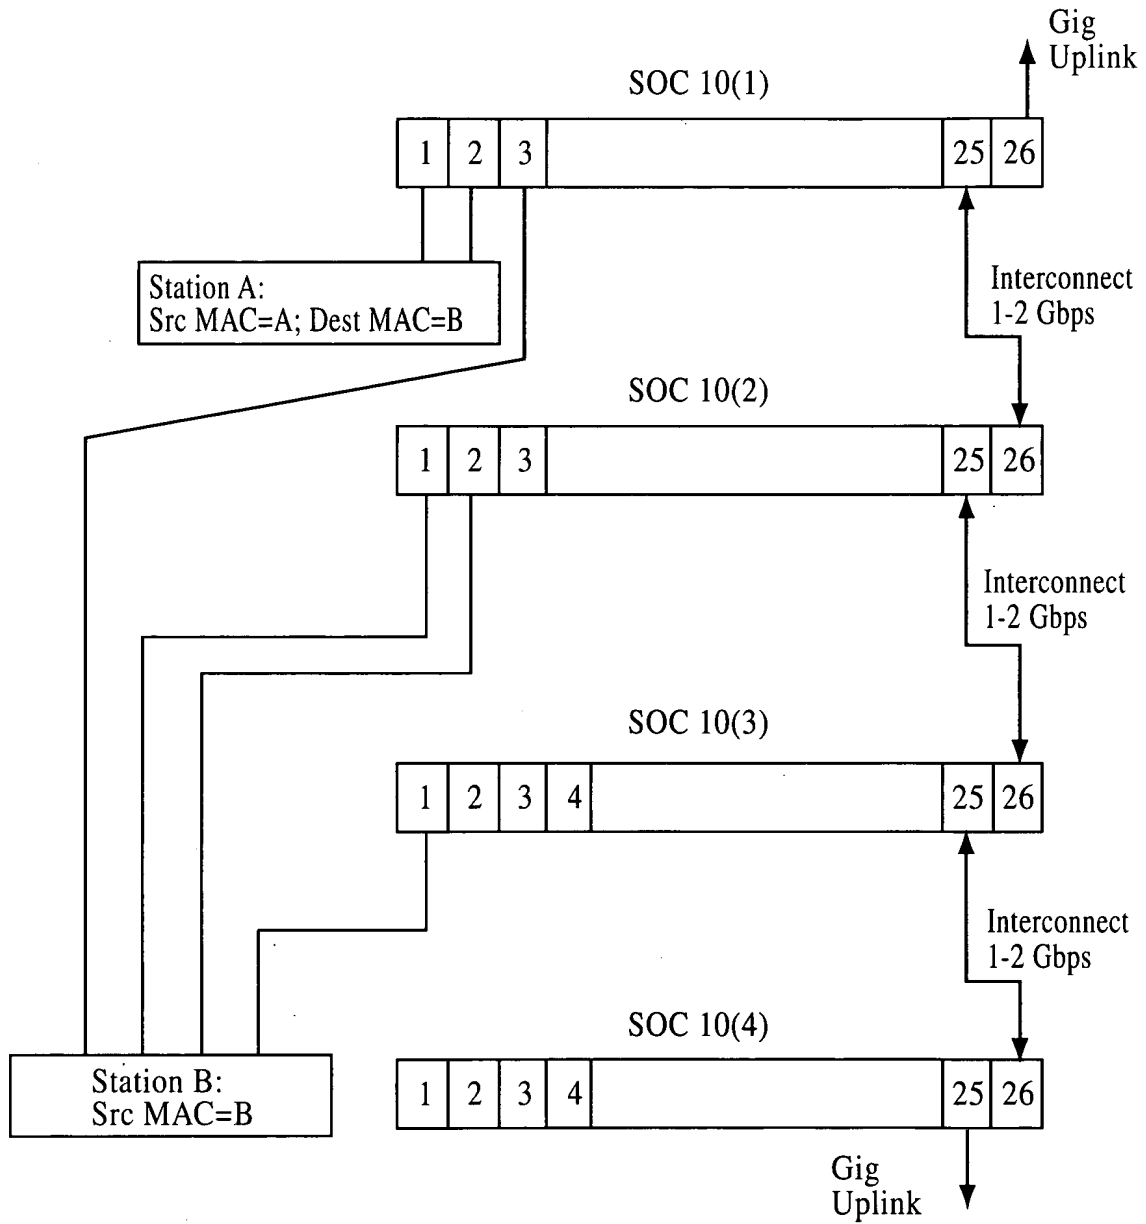 Gig
Uplink
SOC 10(1)
1 2 3 25 26
Station A:
Src MAC=A; Dest MAC=B
Interconnect
1-2 Gbps
SOC 10(2)
1 2 3 25 26
Interconnect
1-2 Gbps
SOC 10(3)
1 2 3 4 25 26
Interconnect
1-2 Gbps
SOC 10(4)
Station B:
Src MAC=B
1 2 3 4 25 26
Gig
Uplink